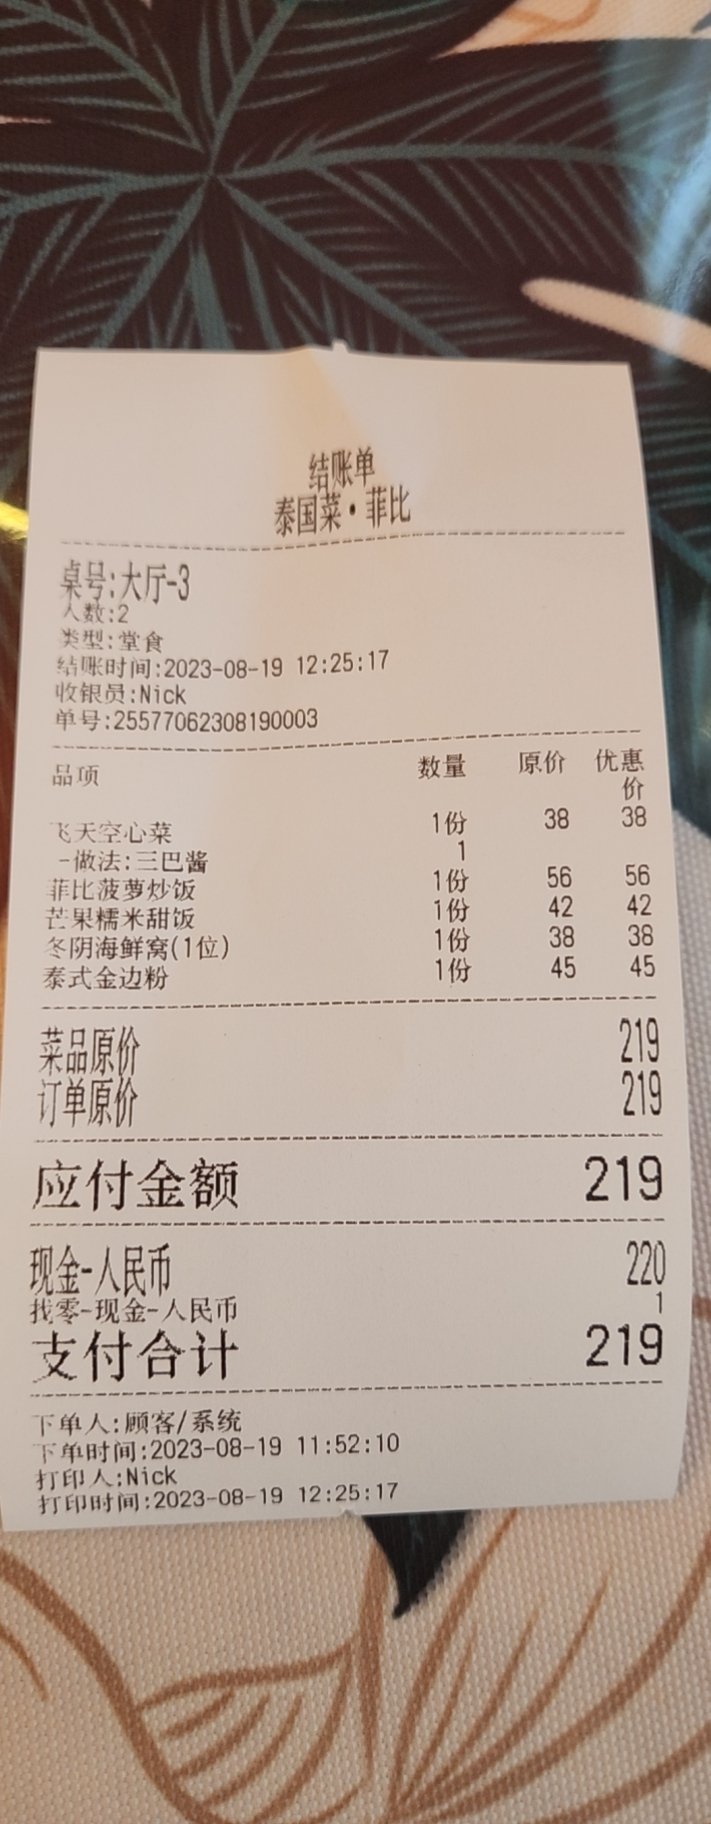 结账单
泰国菜·菲比
桌号:大厅-3
人数:2
类型:堂食
结账时间:2023-08-19 12:25:17
收银员:Nick
单号:25577062308190003
品项 数量 原价 优惠价
飞天空心菜 1份 38 38
-做法:三巴酱 1
菲比菠萝炒饭 1份 56 56
芒果糯米甜饭 1份 42 42
冬阴海鲜窝(1位) 1份 38 38
泰式金边粉 1份 45 45
菜品原价 219
订单原价 219
应付金额 219
现金-人民币 220
找零-现金-人民币 1
支付合计 219
下单人:顾客/系统
下单时间:2023-08-19 11:52:10
打印人:Nick
打印时间:2023-08-19 12:25:17